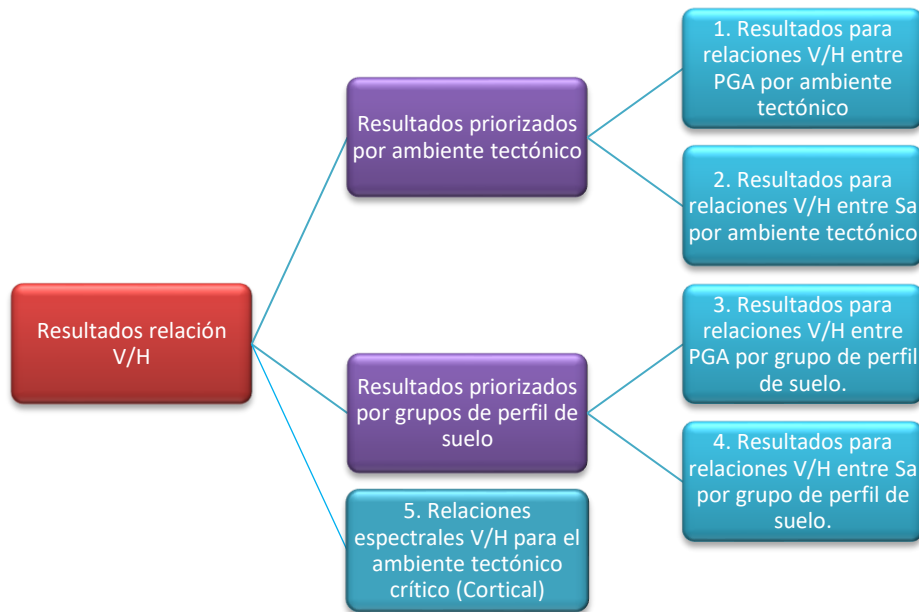 Resultados relación
V/H
Resultados priorizados
por ambiente tectónico
1. Resultados para
relaciones V/H entre
PGA por ambiente
tectónico
2. Resultados para
relaciones V/H entre Sa
por ambiente tectónico
Resultados priorizados
por grupos de perfil de
suelo
3. Resultados para
relaciones V/H entre
PGA por grupo de perfil
de suelo.
4. Resultados para
relaciones V/H entre Sa
por grupo de perfil de
suelo.
5. Relaciones
espectrales V/H para el
ambiente tectónico
crítico (Cortical)